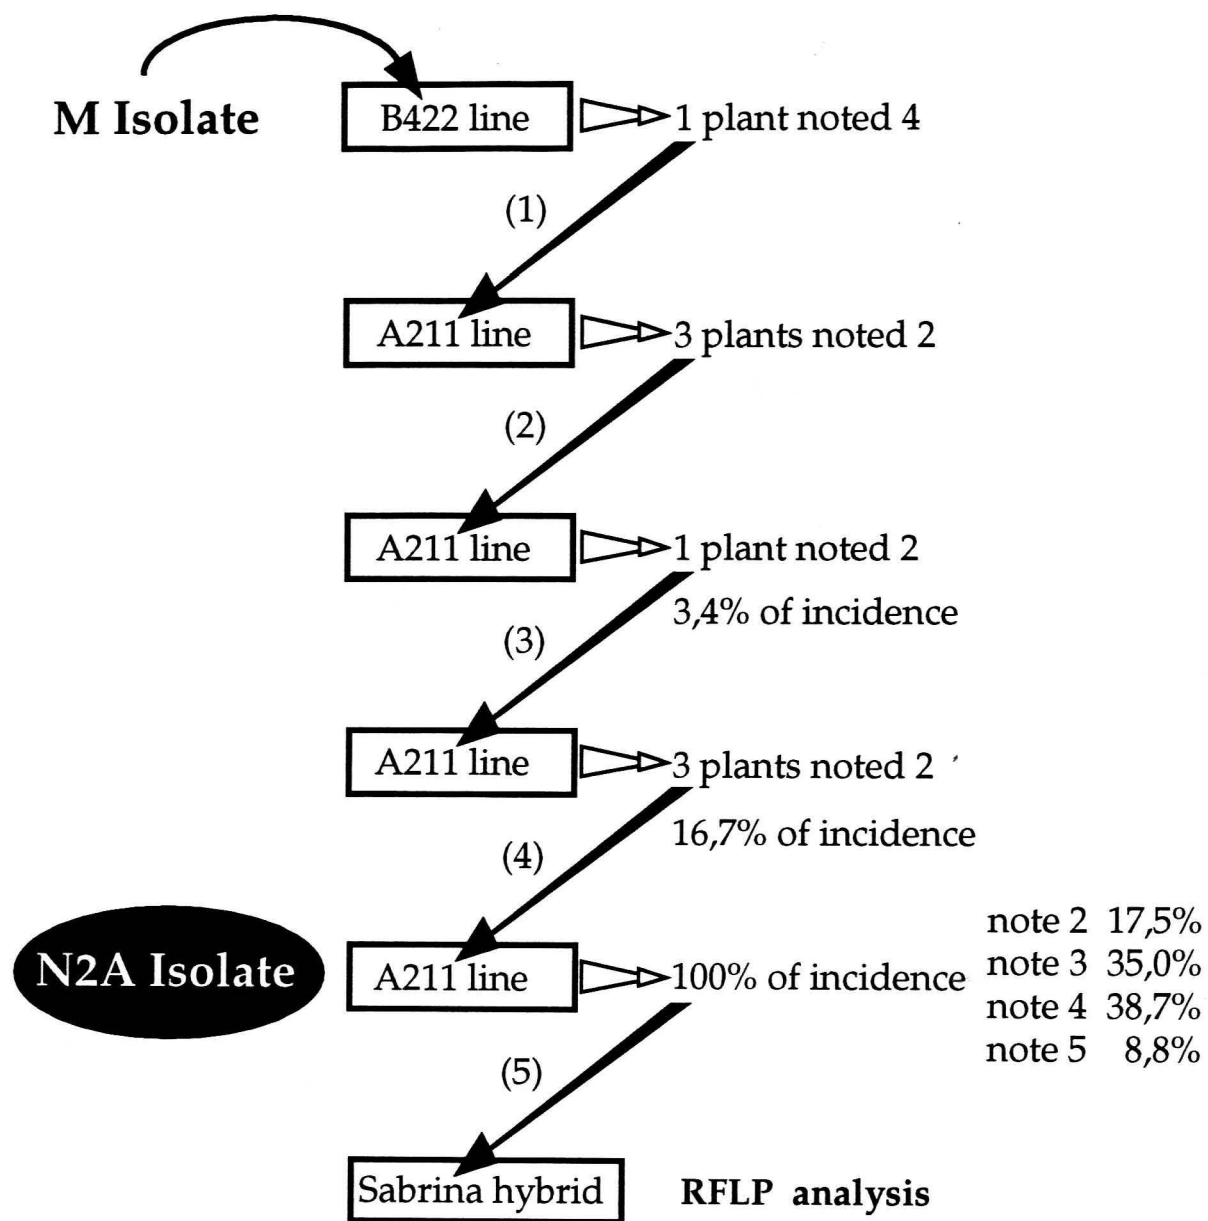 M Isolate
B422 line
1 plant noted 4
(1)
A211 line
3 plants noted 2
(2)
A211 line
1 plant noted 2
3,4% of incidence
(3)
A211 line
3 plants noted 2
16,7% of incidence
(4)
N2A Isolate
A211 line
100% of incidence
note 2 17,5%
note 3 35,0%
note 4 38,7%
note 5 8,8%
(5)
Sabrina hybrid
RFLP analysis